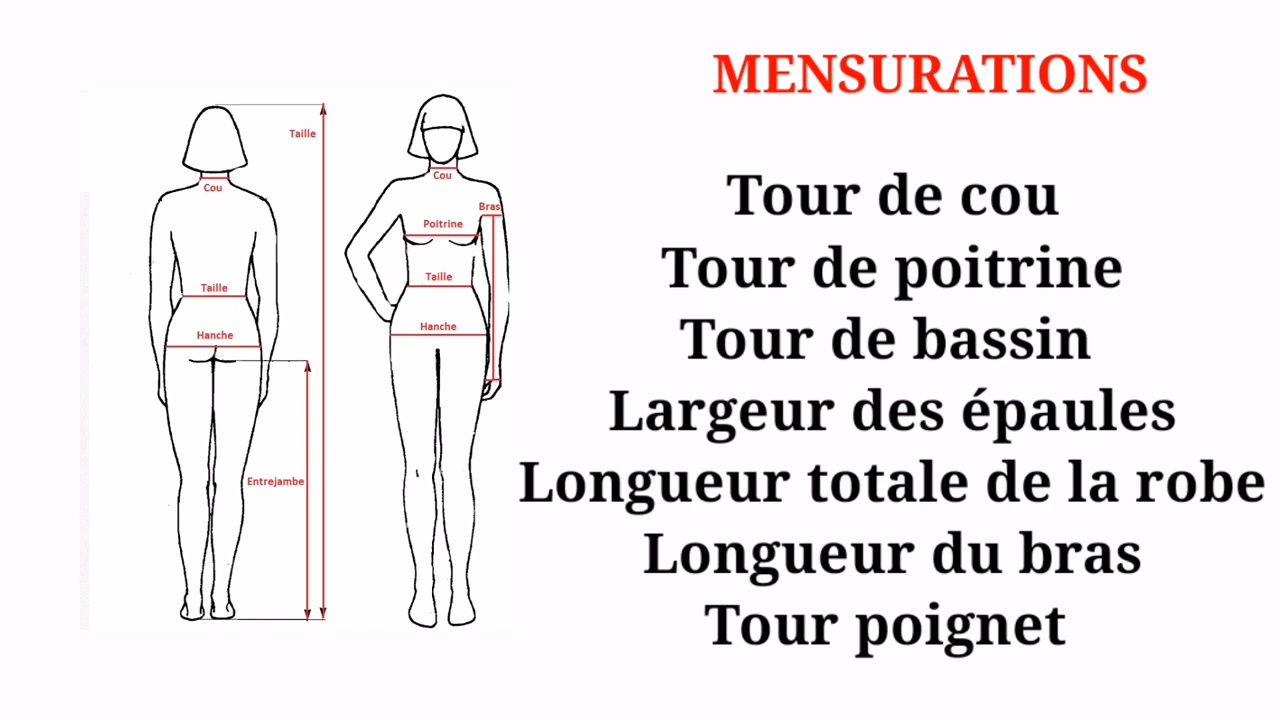 MENSURATIONS
Tour de cou
Tour de poitrine
Tour de bassin
Largeur des épaules
Longueur totale de la robe
Longueur du bras
Tour poignet
Taille
Cou
Taille
Hanche
Entrejambe
Cou
Bras
Poitrine
Taille
Hanche